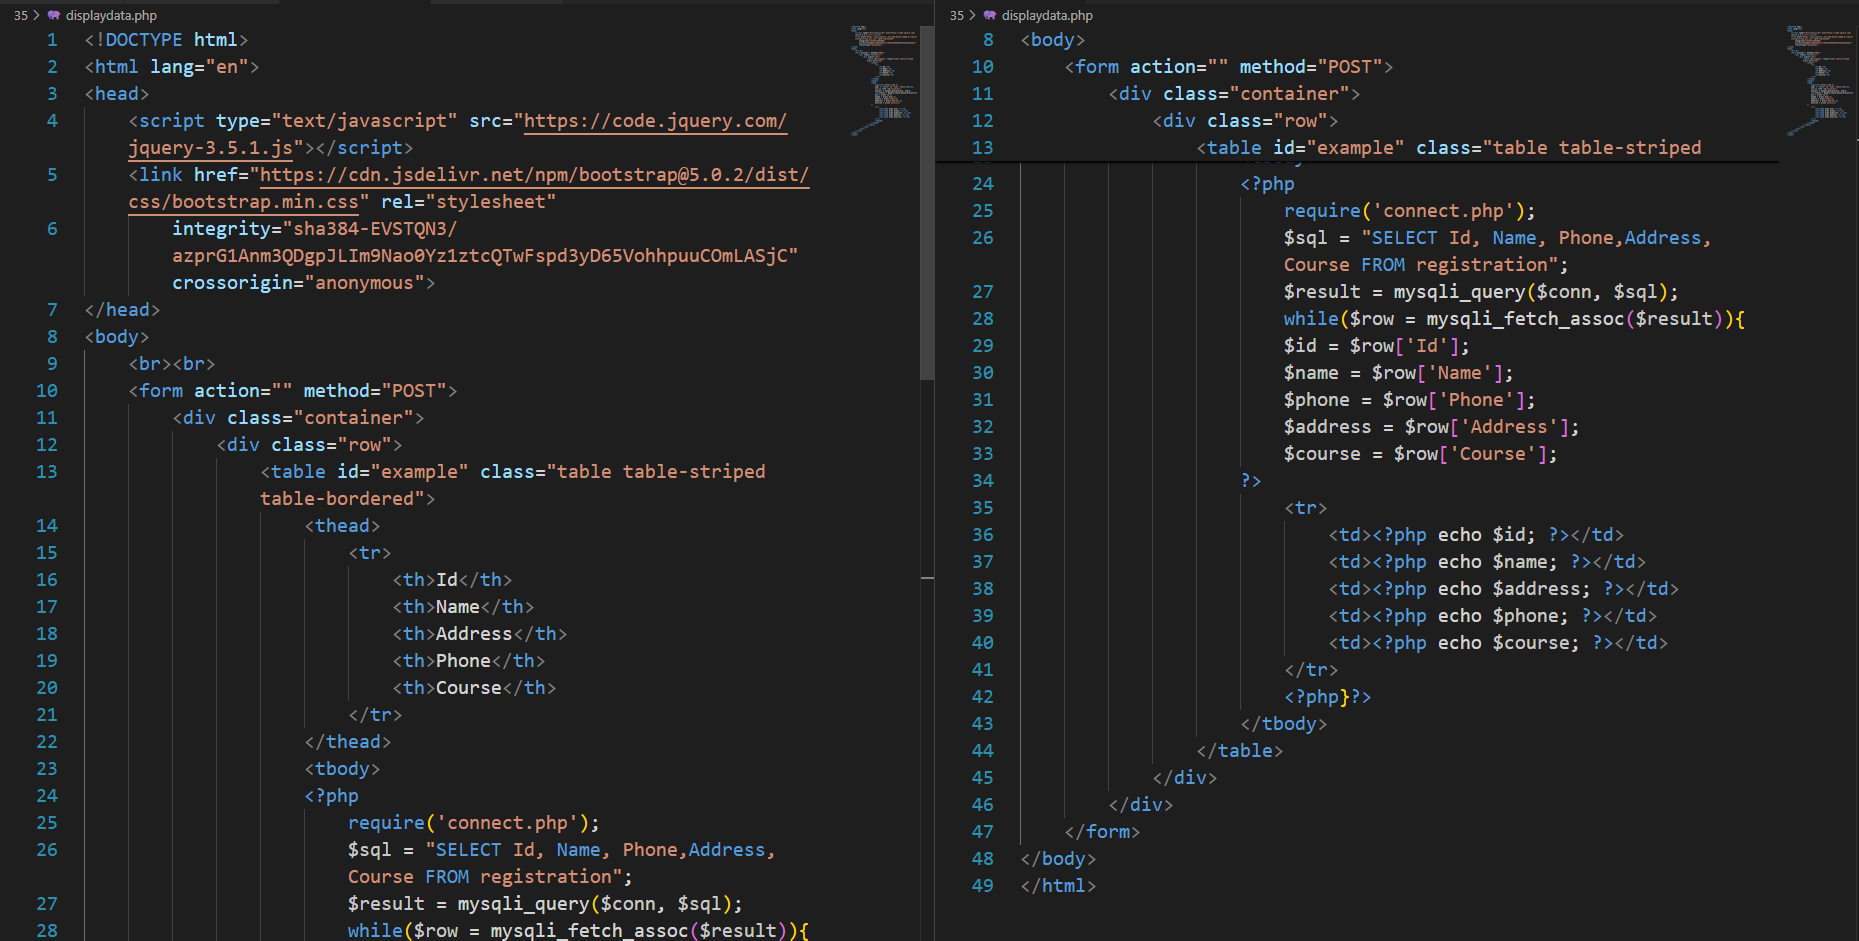 35 > displaydata.php
1 <!DOCTYPE html>
2 <html lang="en">
3 <head>
4 <script type="text/javascript" src="https://code.jquery.com/
jquery-3.5.1.js"></script>
5 <link href="https://cdn.jsdelivr.net/npm/bootstrap@5.0.2/dist/
css/bootstrap.min.css" rel="stylesheet"
6 integrity="sha384-EVSTQN3/
azprG1Anm3QDgpJLIm9Nao0Yz1ztcQTwFspd3yD65VohhpuuCOmLASjC"
crossorigin="anonymous">
7 </head>
8 <body>
9 <br><br>
10 <form action="" method="POST">
11 <div class="container">
12 <div class="row">
13 <table id="example" class="table table-striped
table-bordered">
14 <thead>
15 <tr>
16 <th>Id</th>
17 <th>Name</th>
18 <th>Address</th>
19 <th>Phone</th>
20 <th>Course</th>
21 </tr>
22 </thead>
23 <tbody>
24 <?php
25 require('connect.php');
26 $sql = "SELECT Id, Name, Phone,Address,
Course FROM registration";
27 $result = mysqli_query($conn, $sql);
28 while($row = mysqli_fetch_assoc($result)){
35 > displaydata.php
8 <body>
10 <form action="" method="POST">
11 <div class="container">
12 <div class="row">
13 <table id="example" class="table table-striped
24 <?php
25 require('connect.php');
26 $sql = "SELECT Id, Name, Phone,Address,
Course FROM registration";
27 $result = mysqli_query($conn, $sql);
28 while($row = mysqli_fetch_assoc($result)){
29 $id = $row['Id'];
30 $name = $row['Name'];
31 $phone = $row['Phone'];
32 $address = $row['Address'];
33 $course = $row['Course'];
34 ?>
35 <tr>
36 <td><?php echo $id; ?></td>
37 <td><?php echo $name; ?></td>
38 <td><?php echo $address; ?></td>
39 <td><?php echo $phone; ?></td>
40 <td><?php echo $course; ?></td>
41 </tr>
42 <?php}?>
43 </tbody>
44 </table>
45 </div>
46 </div>
47 </form>
48 </body>
49 </html>